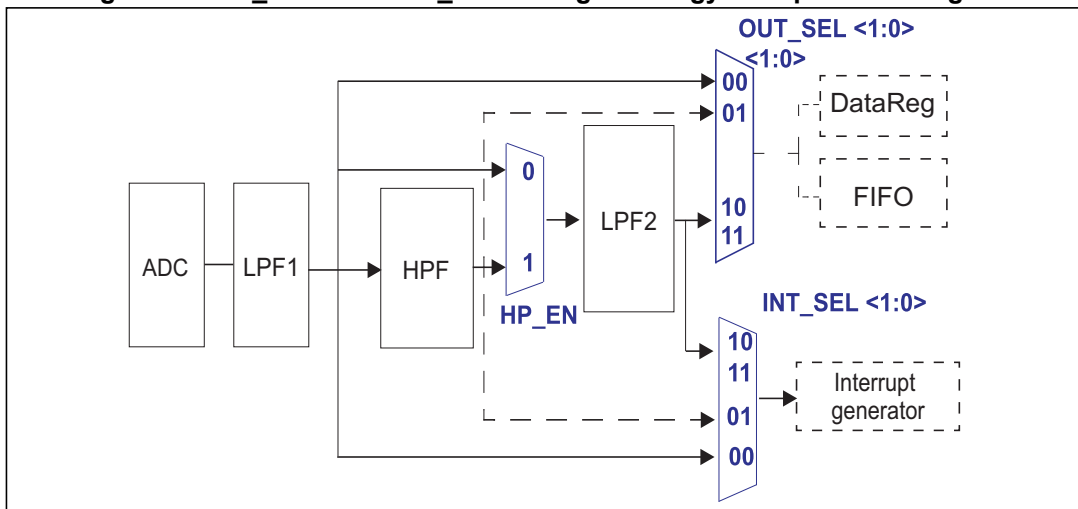 OUT_SEL <1:0>
<1:0>
00
01
10
11
DataReg
FIFO
ADC
LPF1
HPF
0
1
HP_EN
LPF2
INT_SEL <1:0>
10
11
01
00
Interrupt
generator